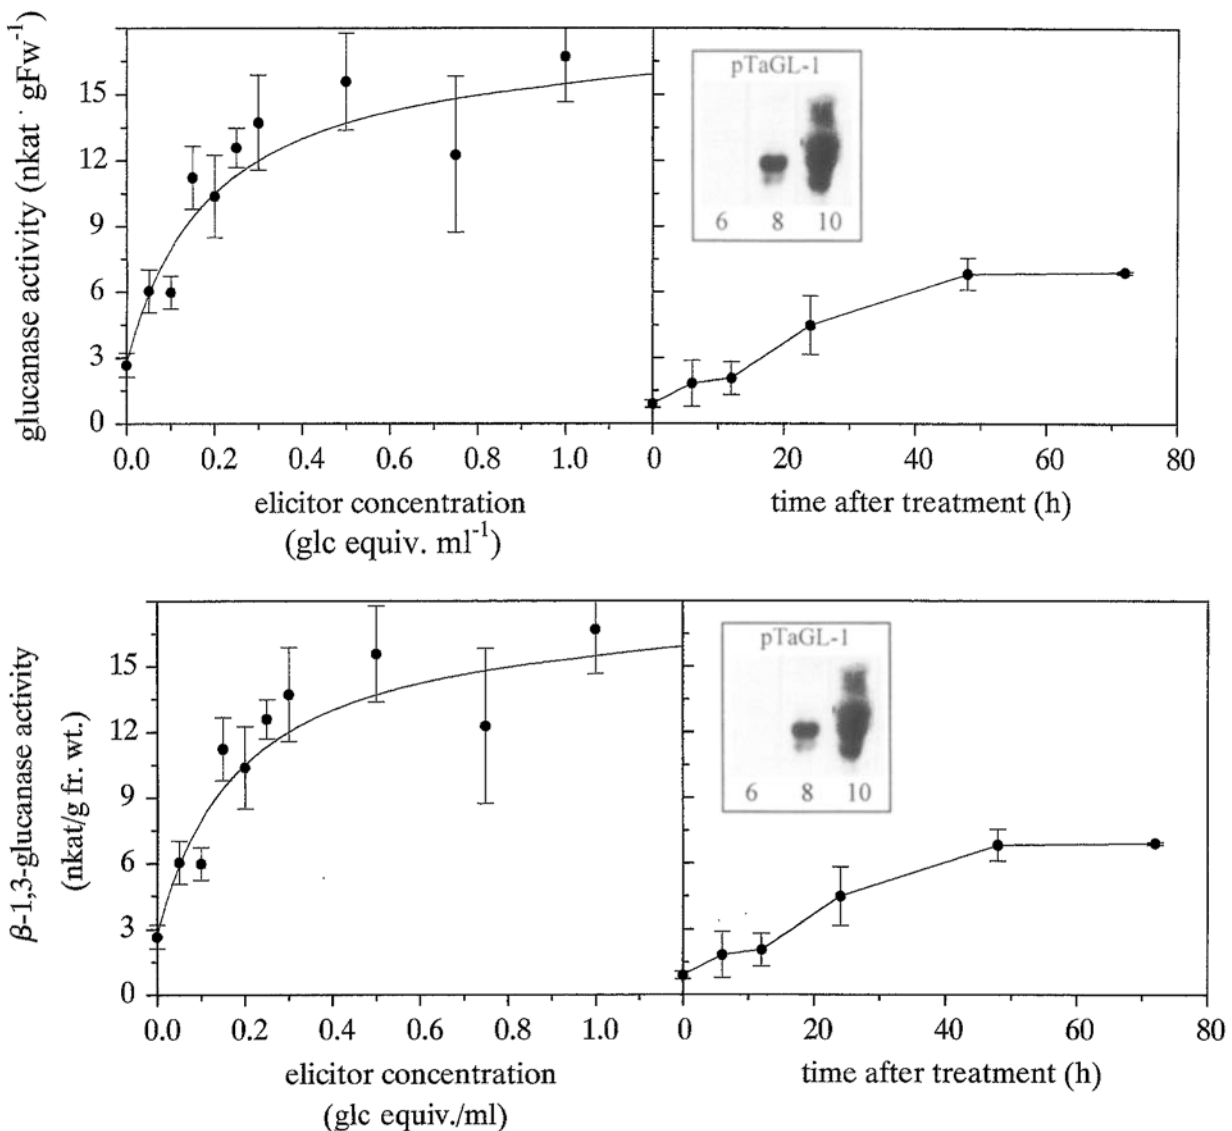 glucanase activity (nkat · gFw⁻¹)
15
12
9
6
3
0
0.0 0.2 0.4 0.6 0.8 1.0
elicitor concentration
(glc equiv. ml⁻¹)
pTaGL-1
6 8 10
0 20 40 60 80
time after treatment (h)
β-1,3-glucanase activity
(nkat/g fr. wt.)
15
12
9
6
3
0
0.0 0.2 0.4 0.6 0.8 1.0
elicitor concentration
(glc equiv./ml)
pTaGL-1
6 8 10
0 20 40 60 80
time after treatment (h)